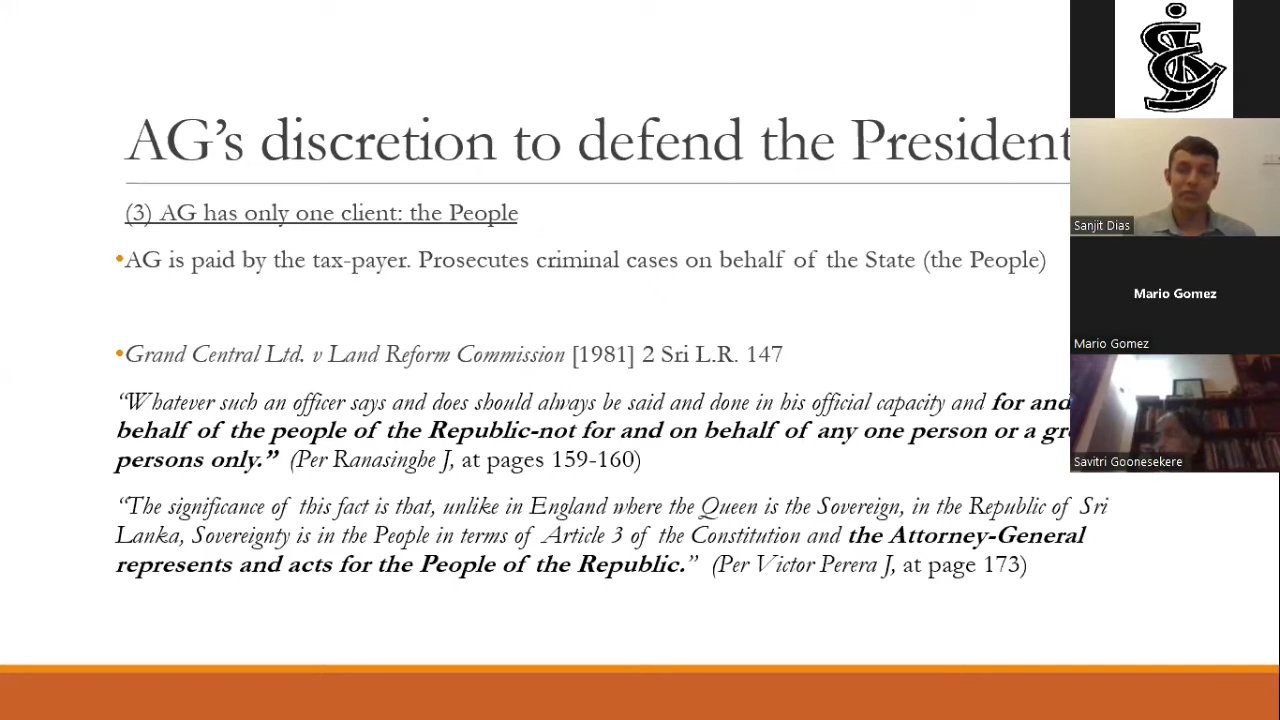 AG's discretion to defend the President
(3) AG has only one client: the People
•AG is paid by the tax-payer. Prosecutes criminal cases on behalf of the State (the People)
•Grand Central Ltd. v Land Reform Commission [1981] 2 Sri L.R. 147
“Whatever such an officer says and does should always be said and done in his official capacity and for and
behalf of the people of the Republic-not for and on behalf of any one person or a
persons only.” (Per Ranasinghe J, at pages 159-160)
“The significance of this fact is that, unlike in England where the Queen is the Sovereign, in the Republic of Sri
Lanka, Sovereignty is in the People in terms of Article 3 of the Constitution and the Attorney-General
represents and acts for the People of the Republic.” (Per Victor Perera J, at page 173)
Sanjit Dias
Mario Gomez
Mario Gomez
Savitri Goonesekere